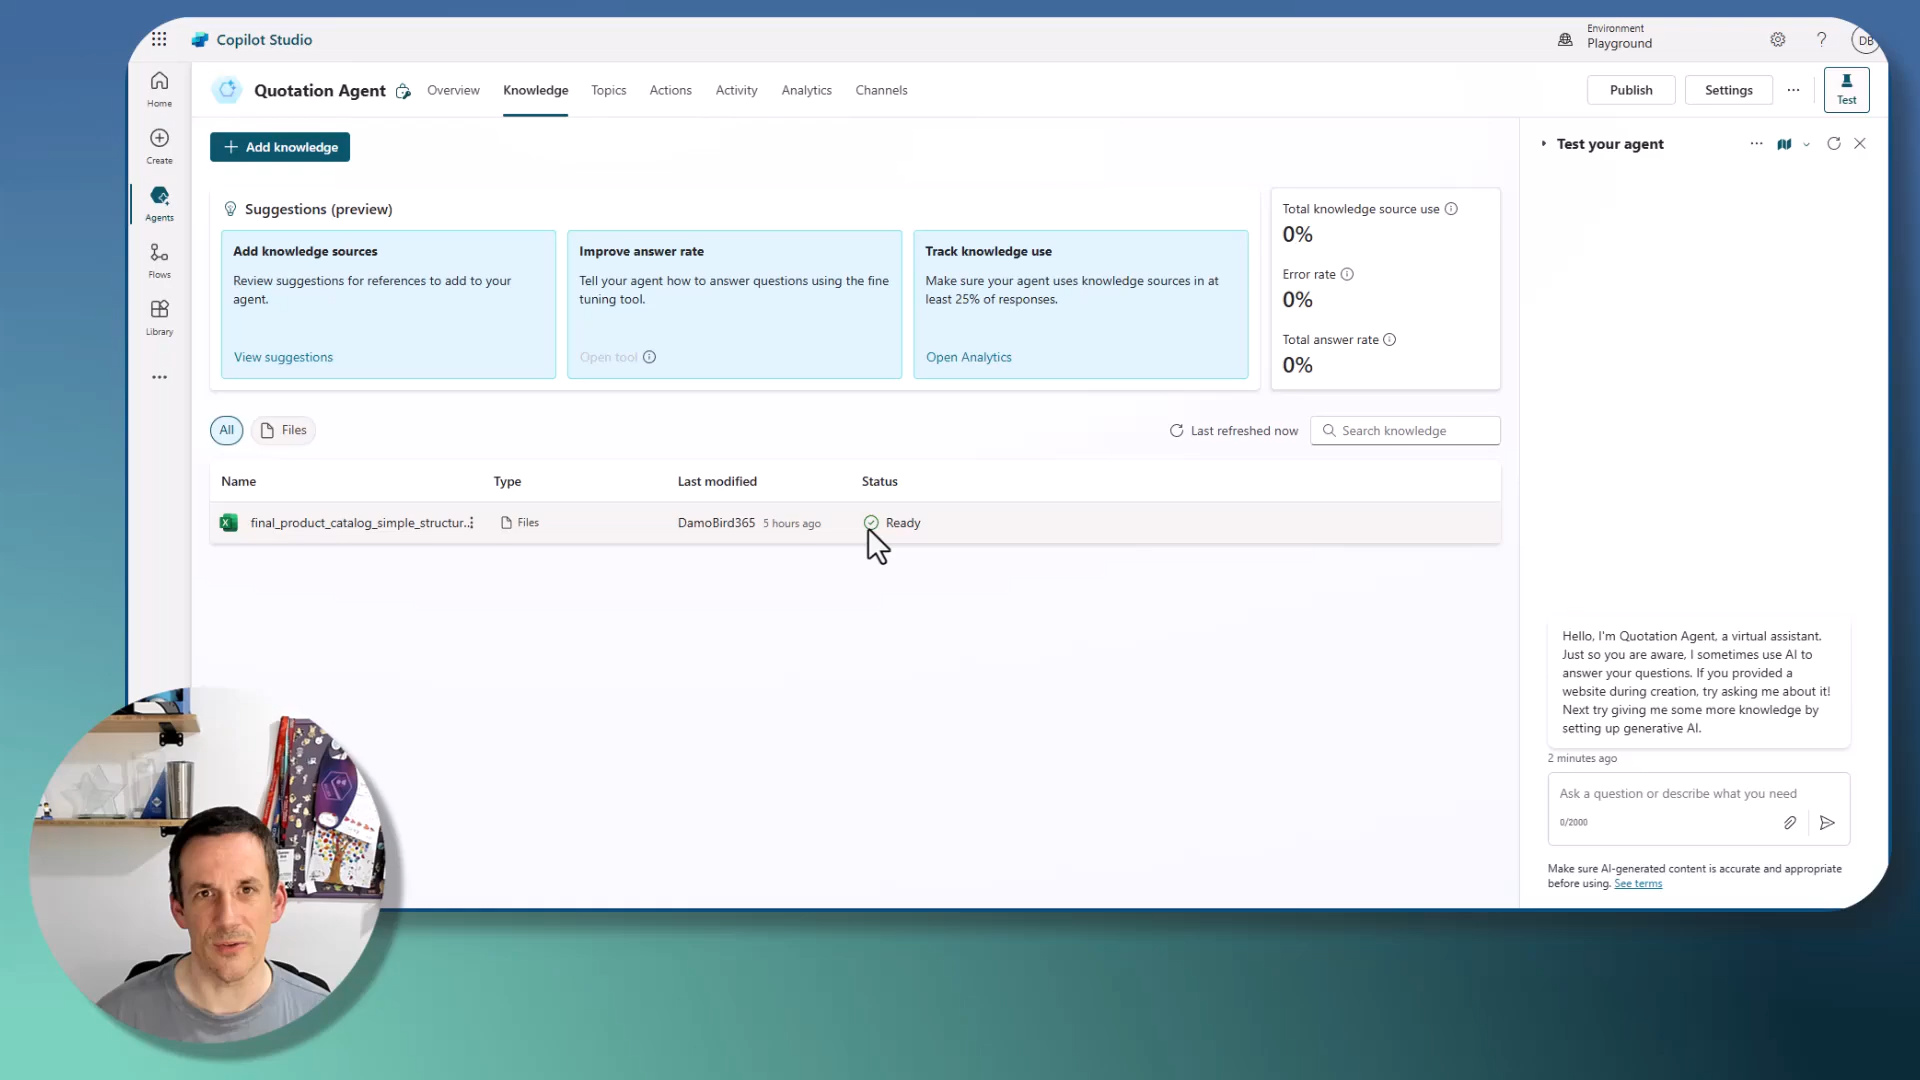 Copilot Studio
Environment
Playground
DB
Quotation Agent
Overview
Knowledge
Topics
Actions
Activity
Analytics
Channels
Publish
Settings
Test
Home
Create
Agents
Flows
Library
Add knowledge
Suggestions (preview)
Add knowledge sources
Review suggestions for references to add to your
agent.
View suggestions
Improve answer rate
Tell your agent how to answer questions using the fine
tuning tool.
Open tool
Track knowledge use
Make sure your agent uses knowledge sources in at
least 25% of responses.
Open Analytics
Total knowledge source use
0%
Error rate
0%
Total answer rate
0%
All
Files
Last refreshed now
Search knowledge
Name
Type
Last modified
Status
final_product_catalog_simple_structur...
Files
DamoBird365 5 hours ago
Ready
Test your agent
Hello, I'm Quotation Agent, a virtual assistant.
Just so you are aware, I sometimes use AI to
answer your questions. If you provided a
website during creation, try asking me about it!
Next try giving me some more knowledge by
setting up generative AI.
2 minutes ago
Ask a question or describe what you need
0/2000
Make sure AI-generated content is accurate and appropriate
before using. See terms